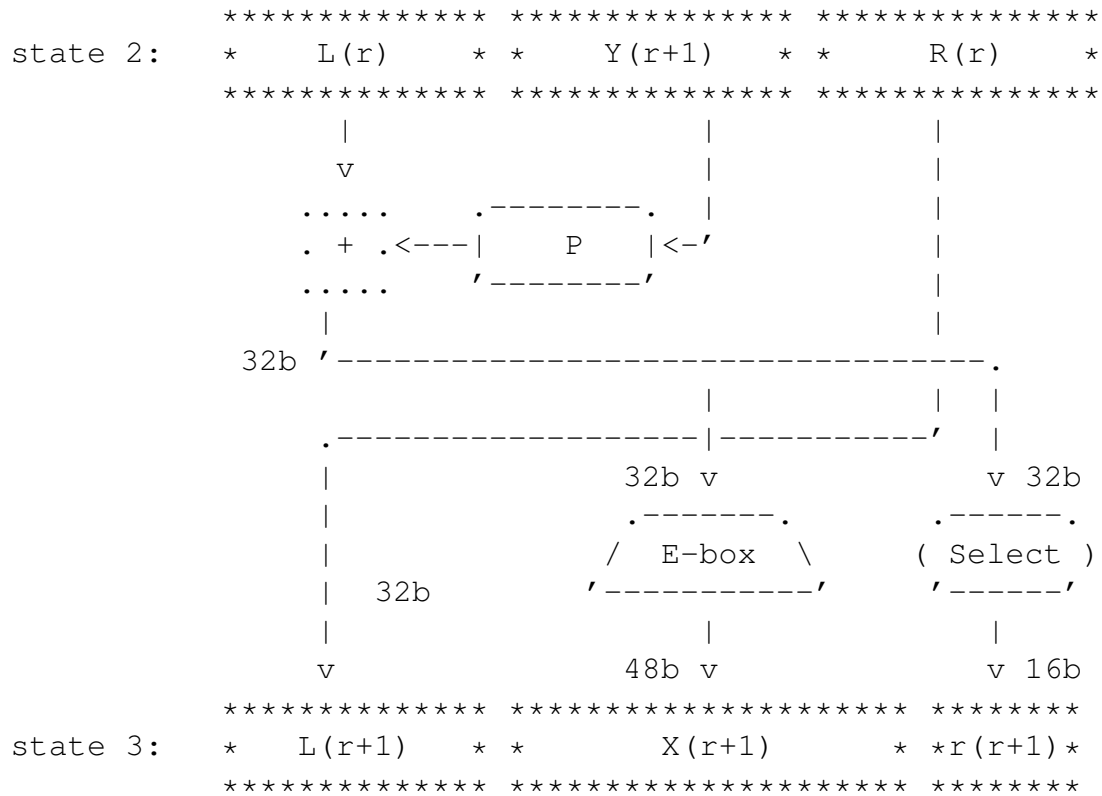 ************** *************** ***************
state 2:   *    L(r)    * *    Y(r+1)   * *     R(r)    *
************** *************** ***************
|                  |           |
v                  |           |
.....    .--------.  |           |
. + .<---|    P   |<-'           |
.....    '--------'              |
|                               |
32b '----------------------------------.
|           |  |
.-------------------|-----------'  |
|               32b v              v 32b
|               .-------.       .------.
|              /  E-box  \     ( Select )
|  32b        '-----------'     '------'
|                   |              |
v               48b v              v 16b
************** ********************* ********
state 3:   *   L(r+1)   * *       X(r+1)      * *r(r+1)*
************** ********************* ********